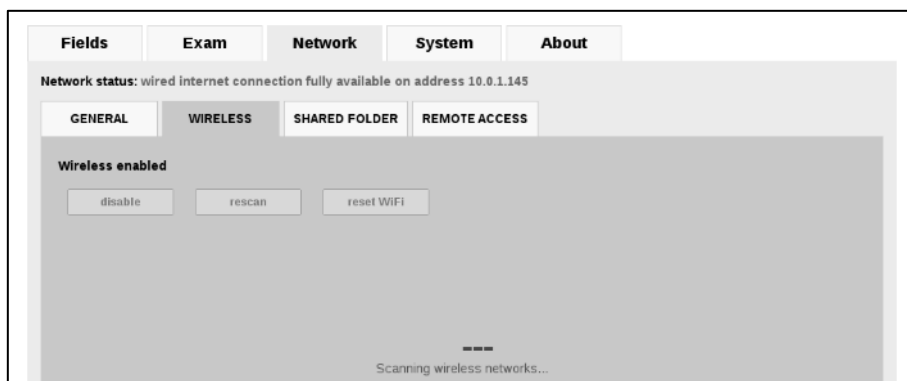 Fields Exam Network System About
Network status: wired internet connection fully available on address 10.0.1.145
GENERAL WIRELESS SHARED FOLDER REMOTE ACCESS
Wireless enabled
disable rescan reset WiFi
Scanning wireless networks...